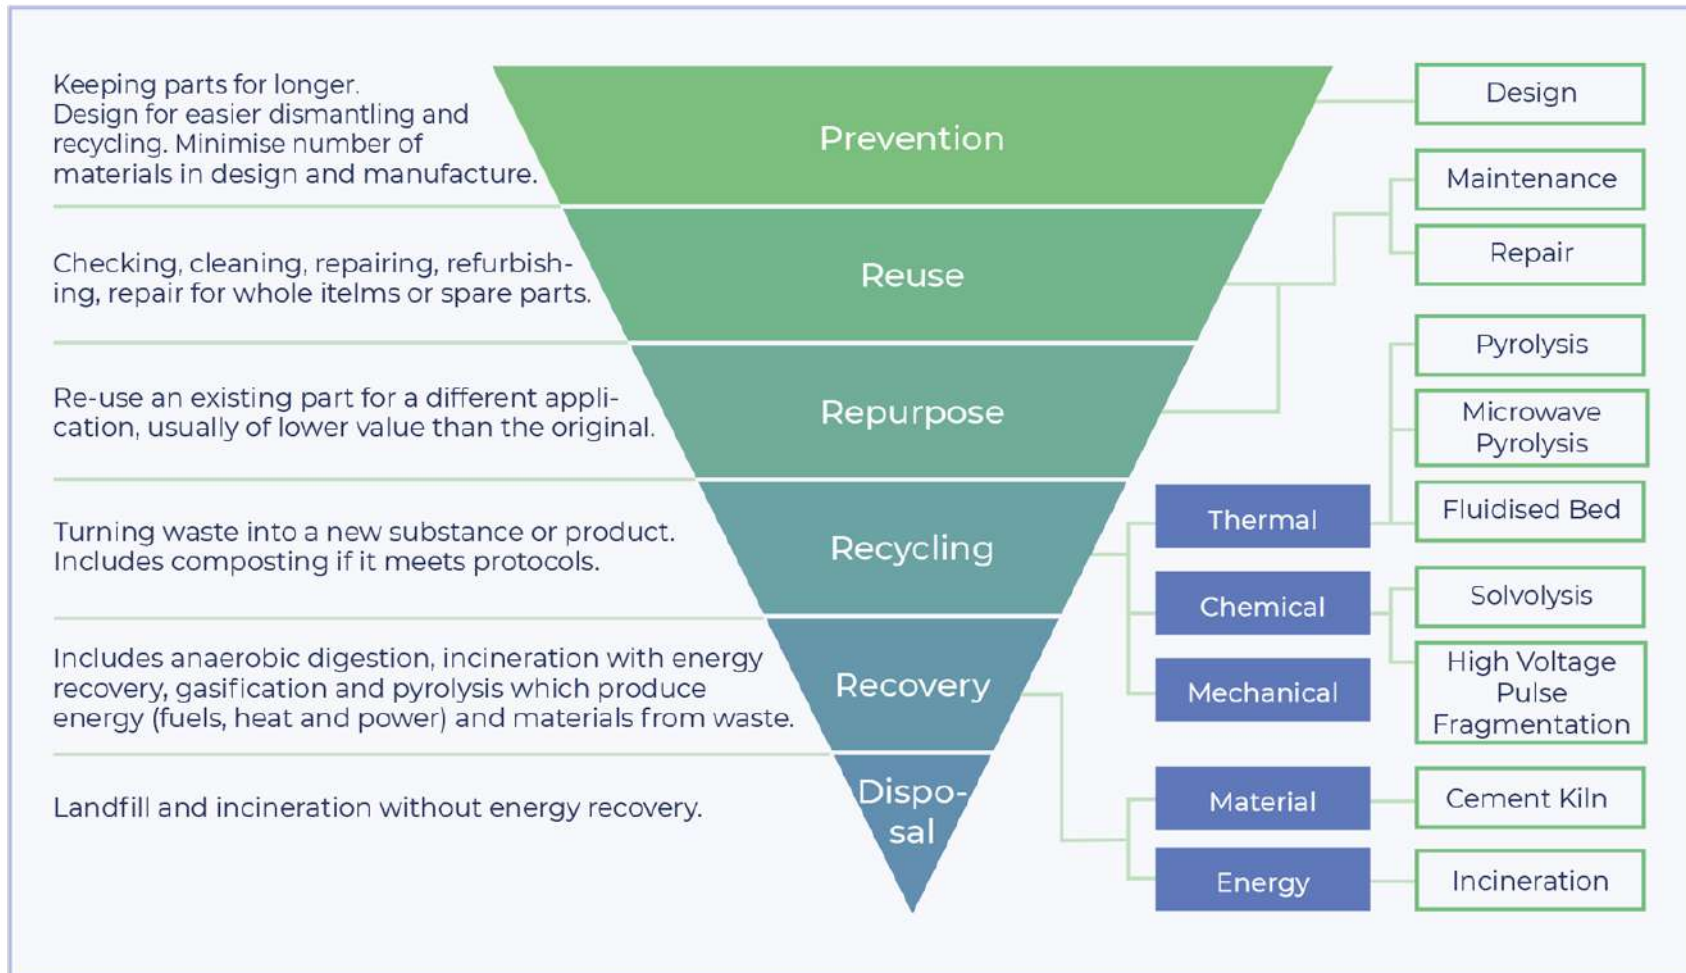 Keeping parts for longer.
Design for easier dismantling and
recycling. Minimise number of
materials in design and manufacture.
Prevention
Design
Maintenance
Repair
Checking, cleaning, repairing, refurbish-
ing, repair for whole itelms or spare parts.
Reuse
Re-use an existing part for a different appli-
cation, usually of lower value than the original.
Repurpose
Turning waste into a new substance or product.
Includes composting if it meets protocols.
Recycling
Thermal
Pyrolysis
Microwave
Pyrolysis
Fluidised Bed
Chemical
Solvolysis
High Voltage
Pulse
Fragmentation
Mechanical
Includes anaerobic digestion, incineration with energy
recovery, gasification and pyrolysis which produce
energy (fuels, heat and power) and materials from waste.
Recovery
Material
Cement Kiln
Energy
Incineration
Landfill and incineration without energy recovery.
Dispo-
sal